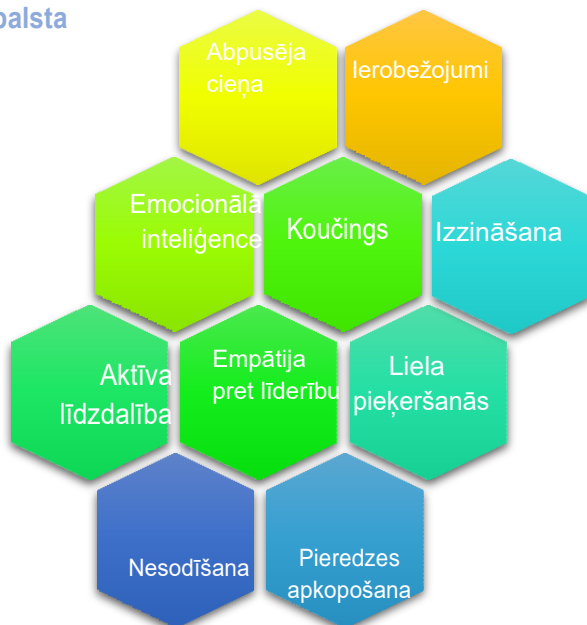 balsta
Abpusēja
cieņa
Ierobežojumi
Emocionālā
inteliģence
Koučings
Izzināšana
Aktīva
līdzdalība
Empātija
pret līderību
Liela
pieķeršanās
Nesodīšana
Pieredzes
apkopošana